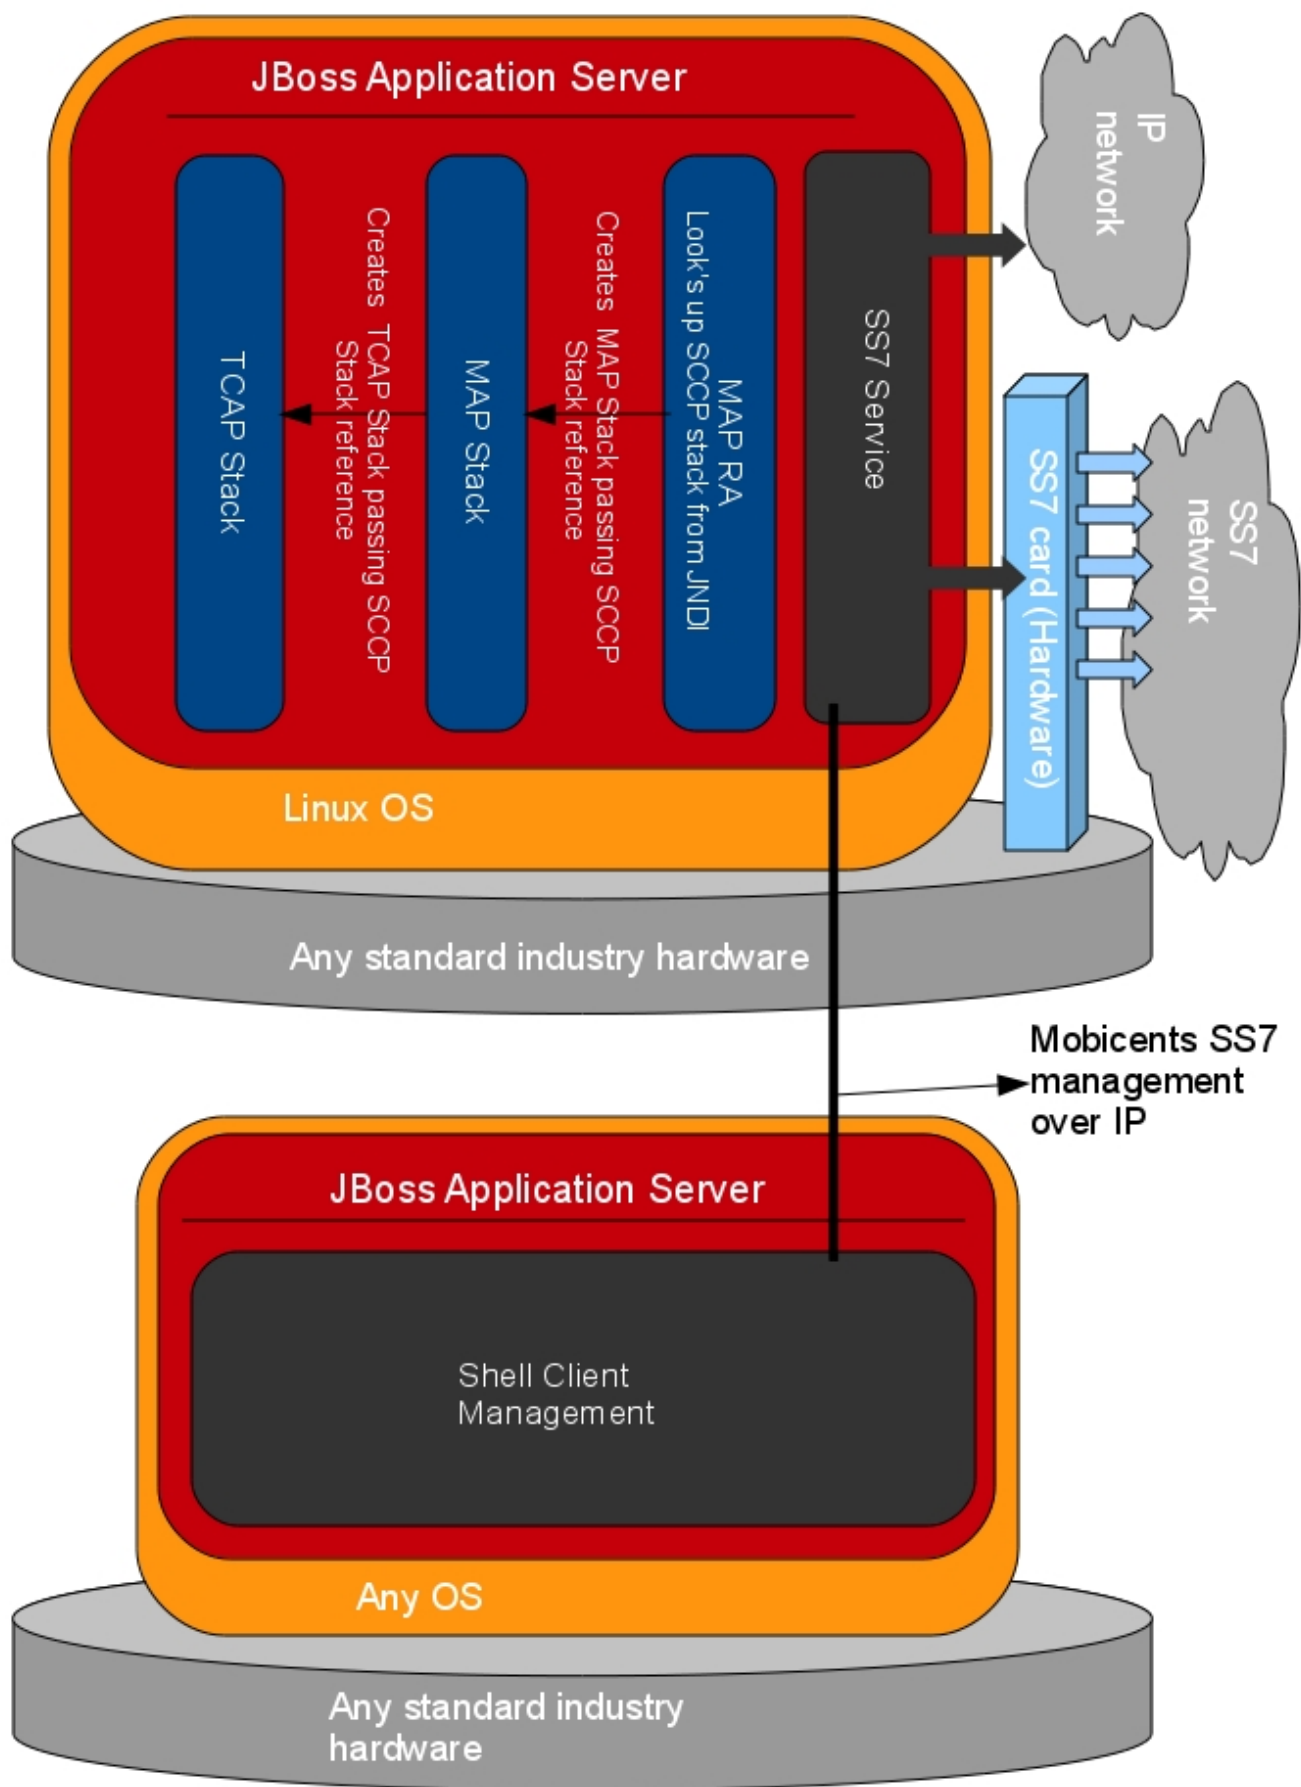 JBoss Application Server
TCAP Stack
Creates TCAP Stack passing SCCP
Stack reference
MAP Stack
Creates MAP Stack passing SCCP
Stack reference
MAP RA
Look's up SCCP stack from JNDI
SS7 Service
IP
network
SS7 card (Hardware)
SS7
network
Linux OS
Any standard industry hardware
Mobicents SS7
management
over IP
JBoss Application Server
Shell Client
Management
Any OS
Any standard industry
hardware